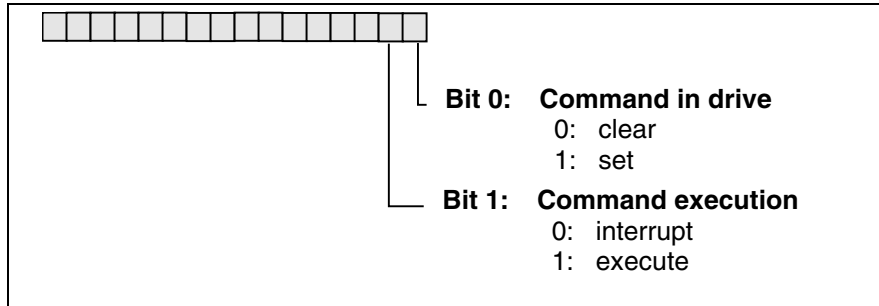 Bit 0: Command in drive
0: clear
1: set
Bit 1: Command execution
0: interrupt
1: execute